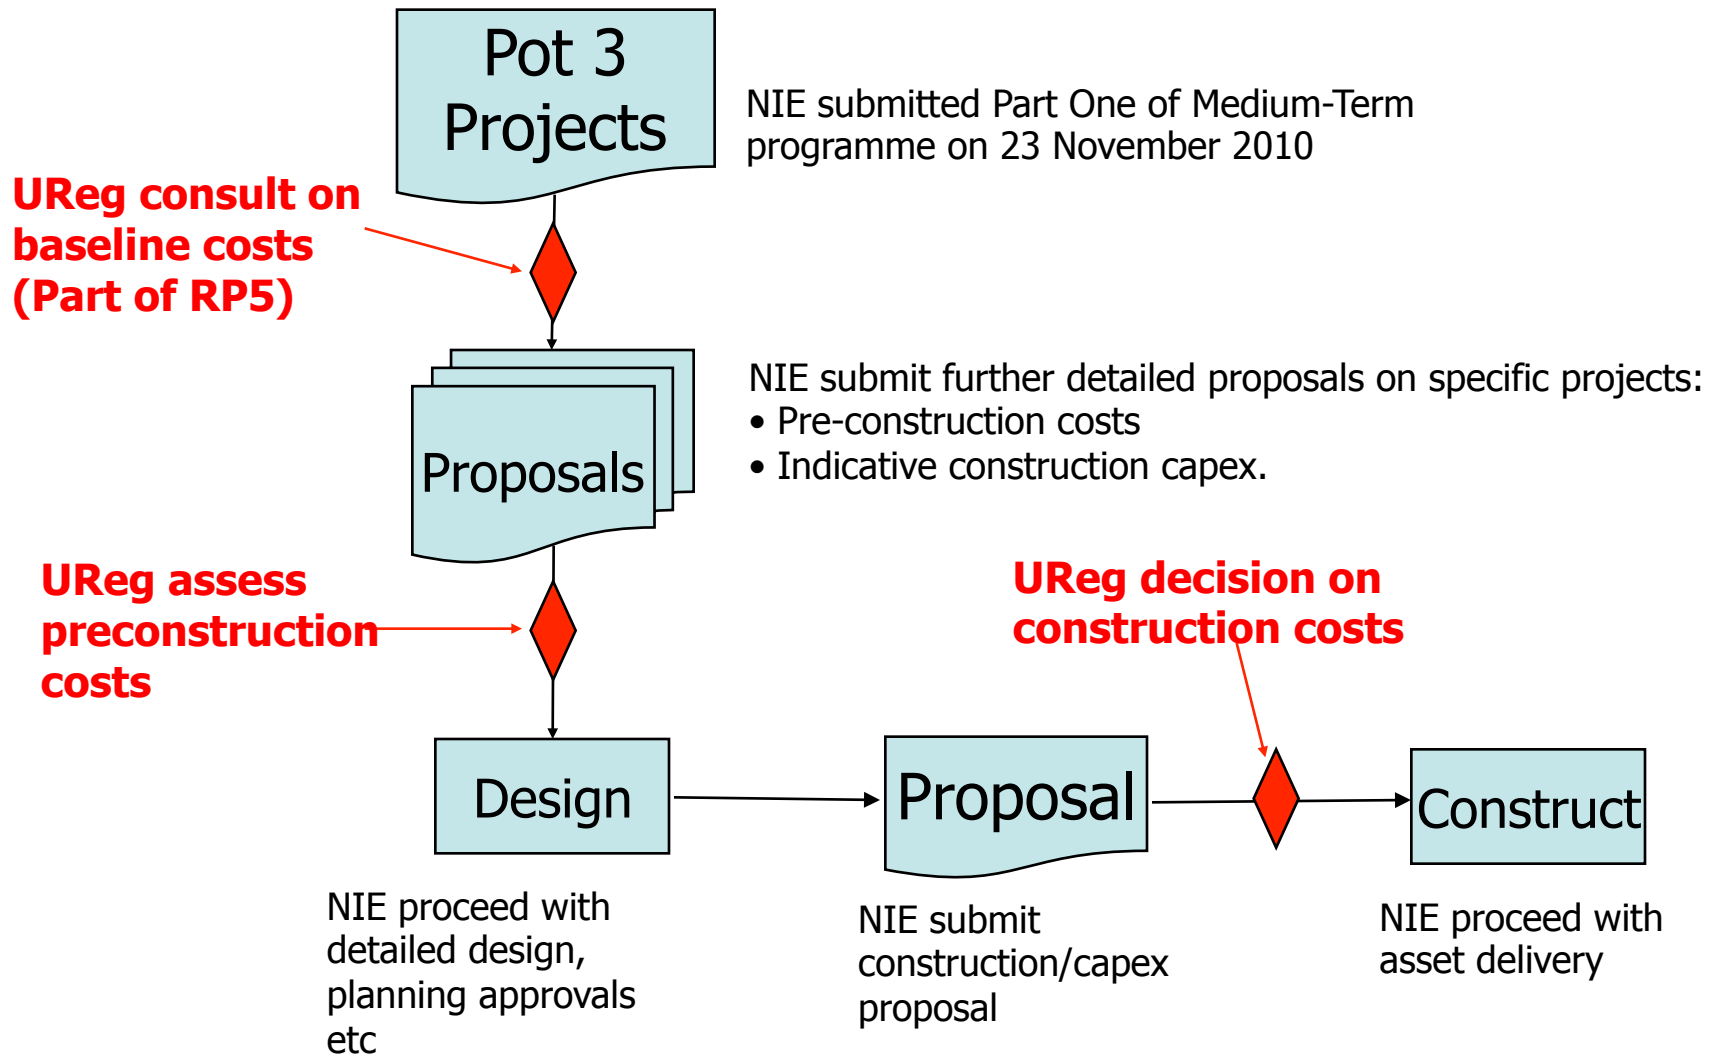 Pot 3
Projects
NIE submitted Part One of Medium-Term
programme on 23 November 2010
UReg consult on
baseline costs
(Part of RP5)
Proposals
NIE submit further detailed proposals on specific projects:
• Pre-construction costs
• Indicative construction capex.
UReg assess
preconstruction
costs
UReg decision on
construction costs
Design
Proposal
Construct
NIE proceed with
detailed design,
planning approvals
etc
NIE submit
construction/capex
proposal
NIE proceed with
asset delivery